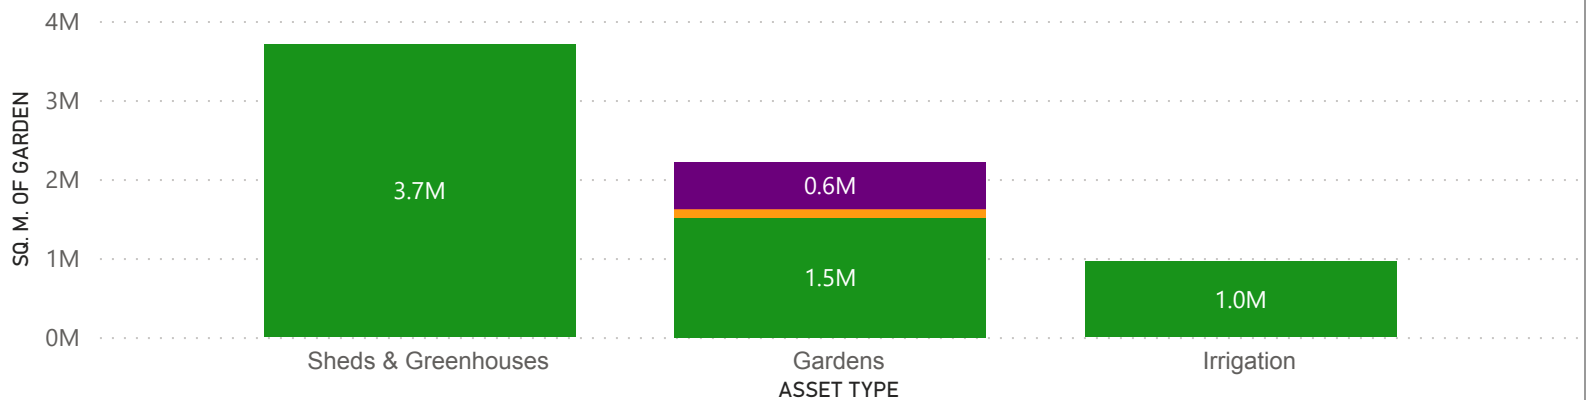 SQ. M. OF GARDEN
4M
3M
2M
1M
0M
3.7M
0.6M
1.5M
1.0M
Sheds & Greenhouses
Gardens
Irrigation
ASSET TYPE